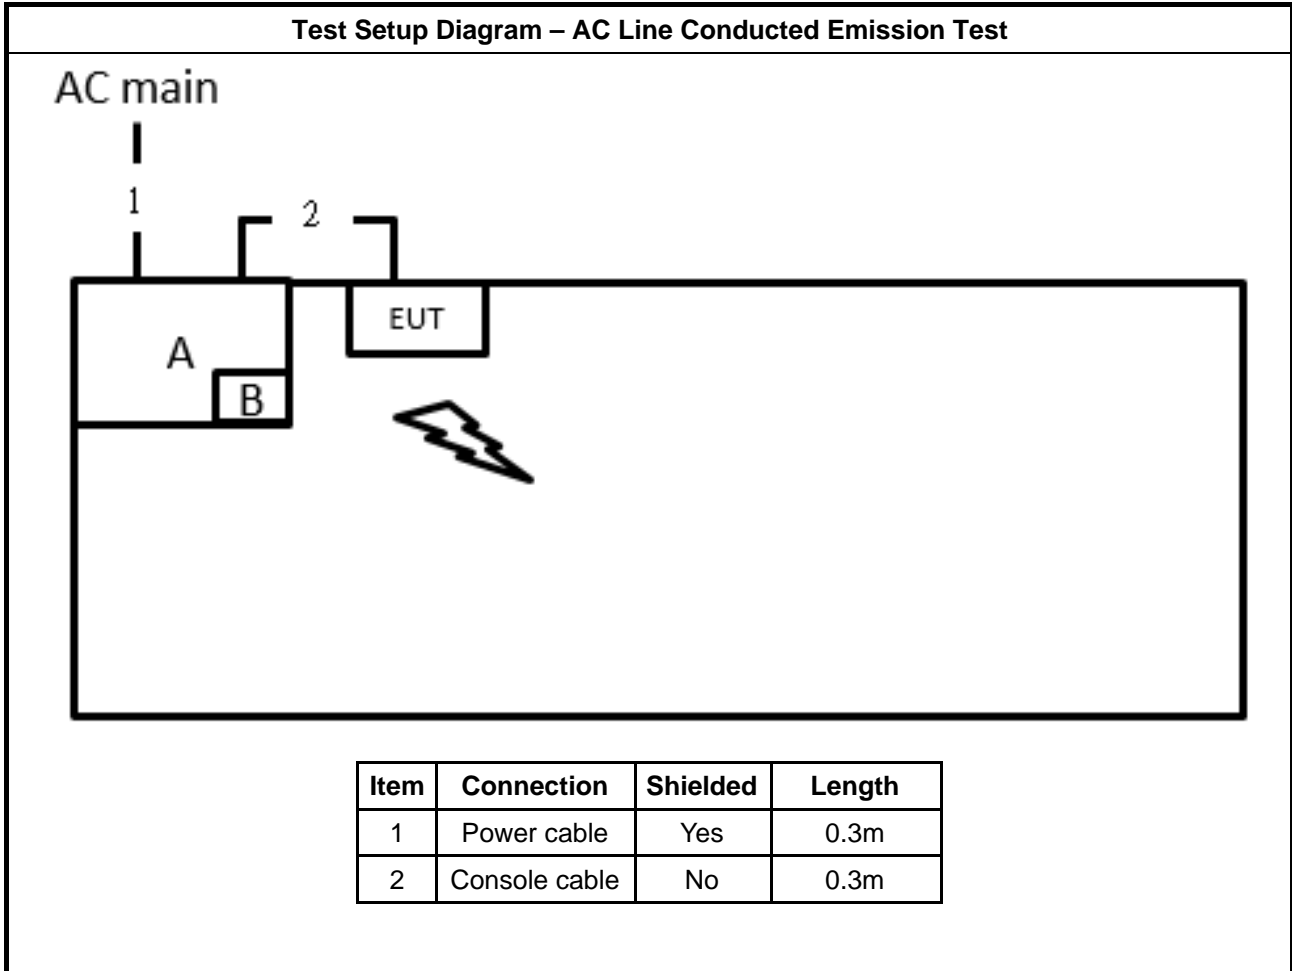 Test Setup Diagram – AC Line Conducted Emission Test
AC main
1
2
EUT
A
B
Item Connection Shielded Length
1 Power cable Yes 0.3m
2 Console cable No 0.3m